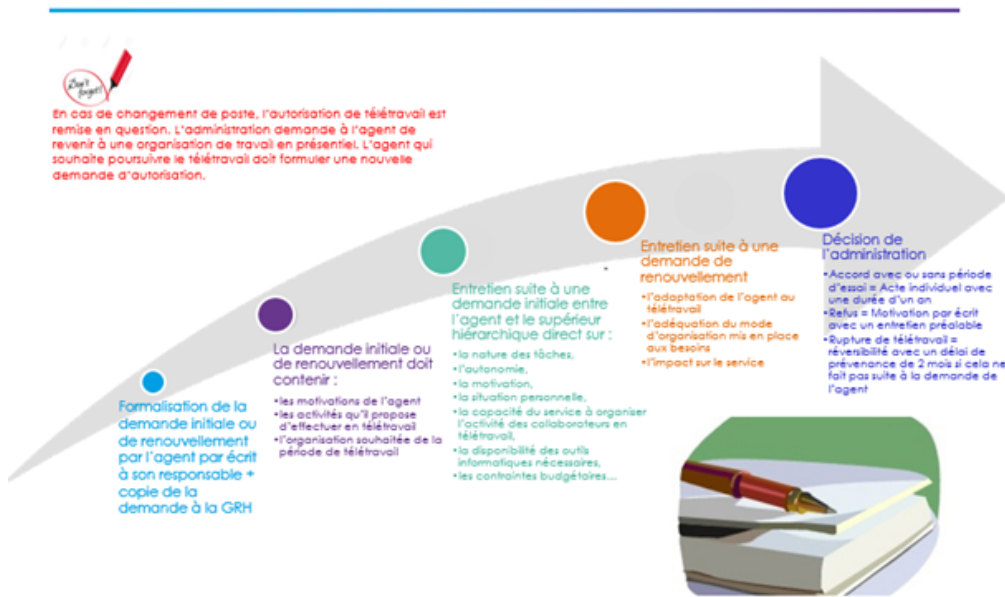 Don't
forget!
En cas de changement de poste, l'autorisation de télétravail est
remise en question. L'administration demande à l'agent de
revenir à une organisation de travail en présentiel. L'agent qui
souhaite poursuivre le télétravail doit formuler une nouvelle
demande d'autorisation.
Formalisation de la
demande initiale ou
de renouvellement
par l'agent par écrit
à son responsable +
copie de la
demande à la GRH
La demande initiale ou
de renouvellement doit
contenir :
•les motivations de l'agent
•les activités qu'il propose
d'effectuer en télétravail
•l'organisation souhaitée de la
période de télétravail
Entretien suite à une
demande initiale entre
l'agent et le supérieur
hiérarchique direct sur :
•la nature des tâches,
•l'autonomie,
•la motivation,
•la situation personnelle,
•la capacité du service à organiser
l'activité des collaborateurs en
télétravail,
•la disponibilité des outils
informatiques nécessaires,
•les contraintes budgétaires...
Entretien suite à une
demande de
renouvellement
•l'adaptation de l'agent au
télétravail
•l'adéquation du mode
d'organisation mis en place
aux besoins
•l'impact sur le service
Décision de
l'administration
•Accord avec ou sans période
d'essai = Acte individuel avec
une durée d'un an
•Refus = Motivation par écrit
avec un entretien préalable
•Rupture de télétravail =
réversibilité avec un délai de
prévenance de 2 mois si cela ne
fait pas suite à la demande de
l'agent